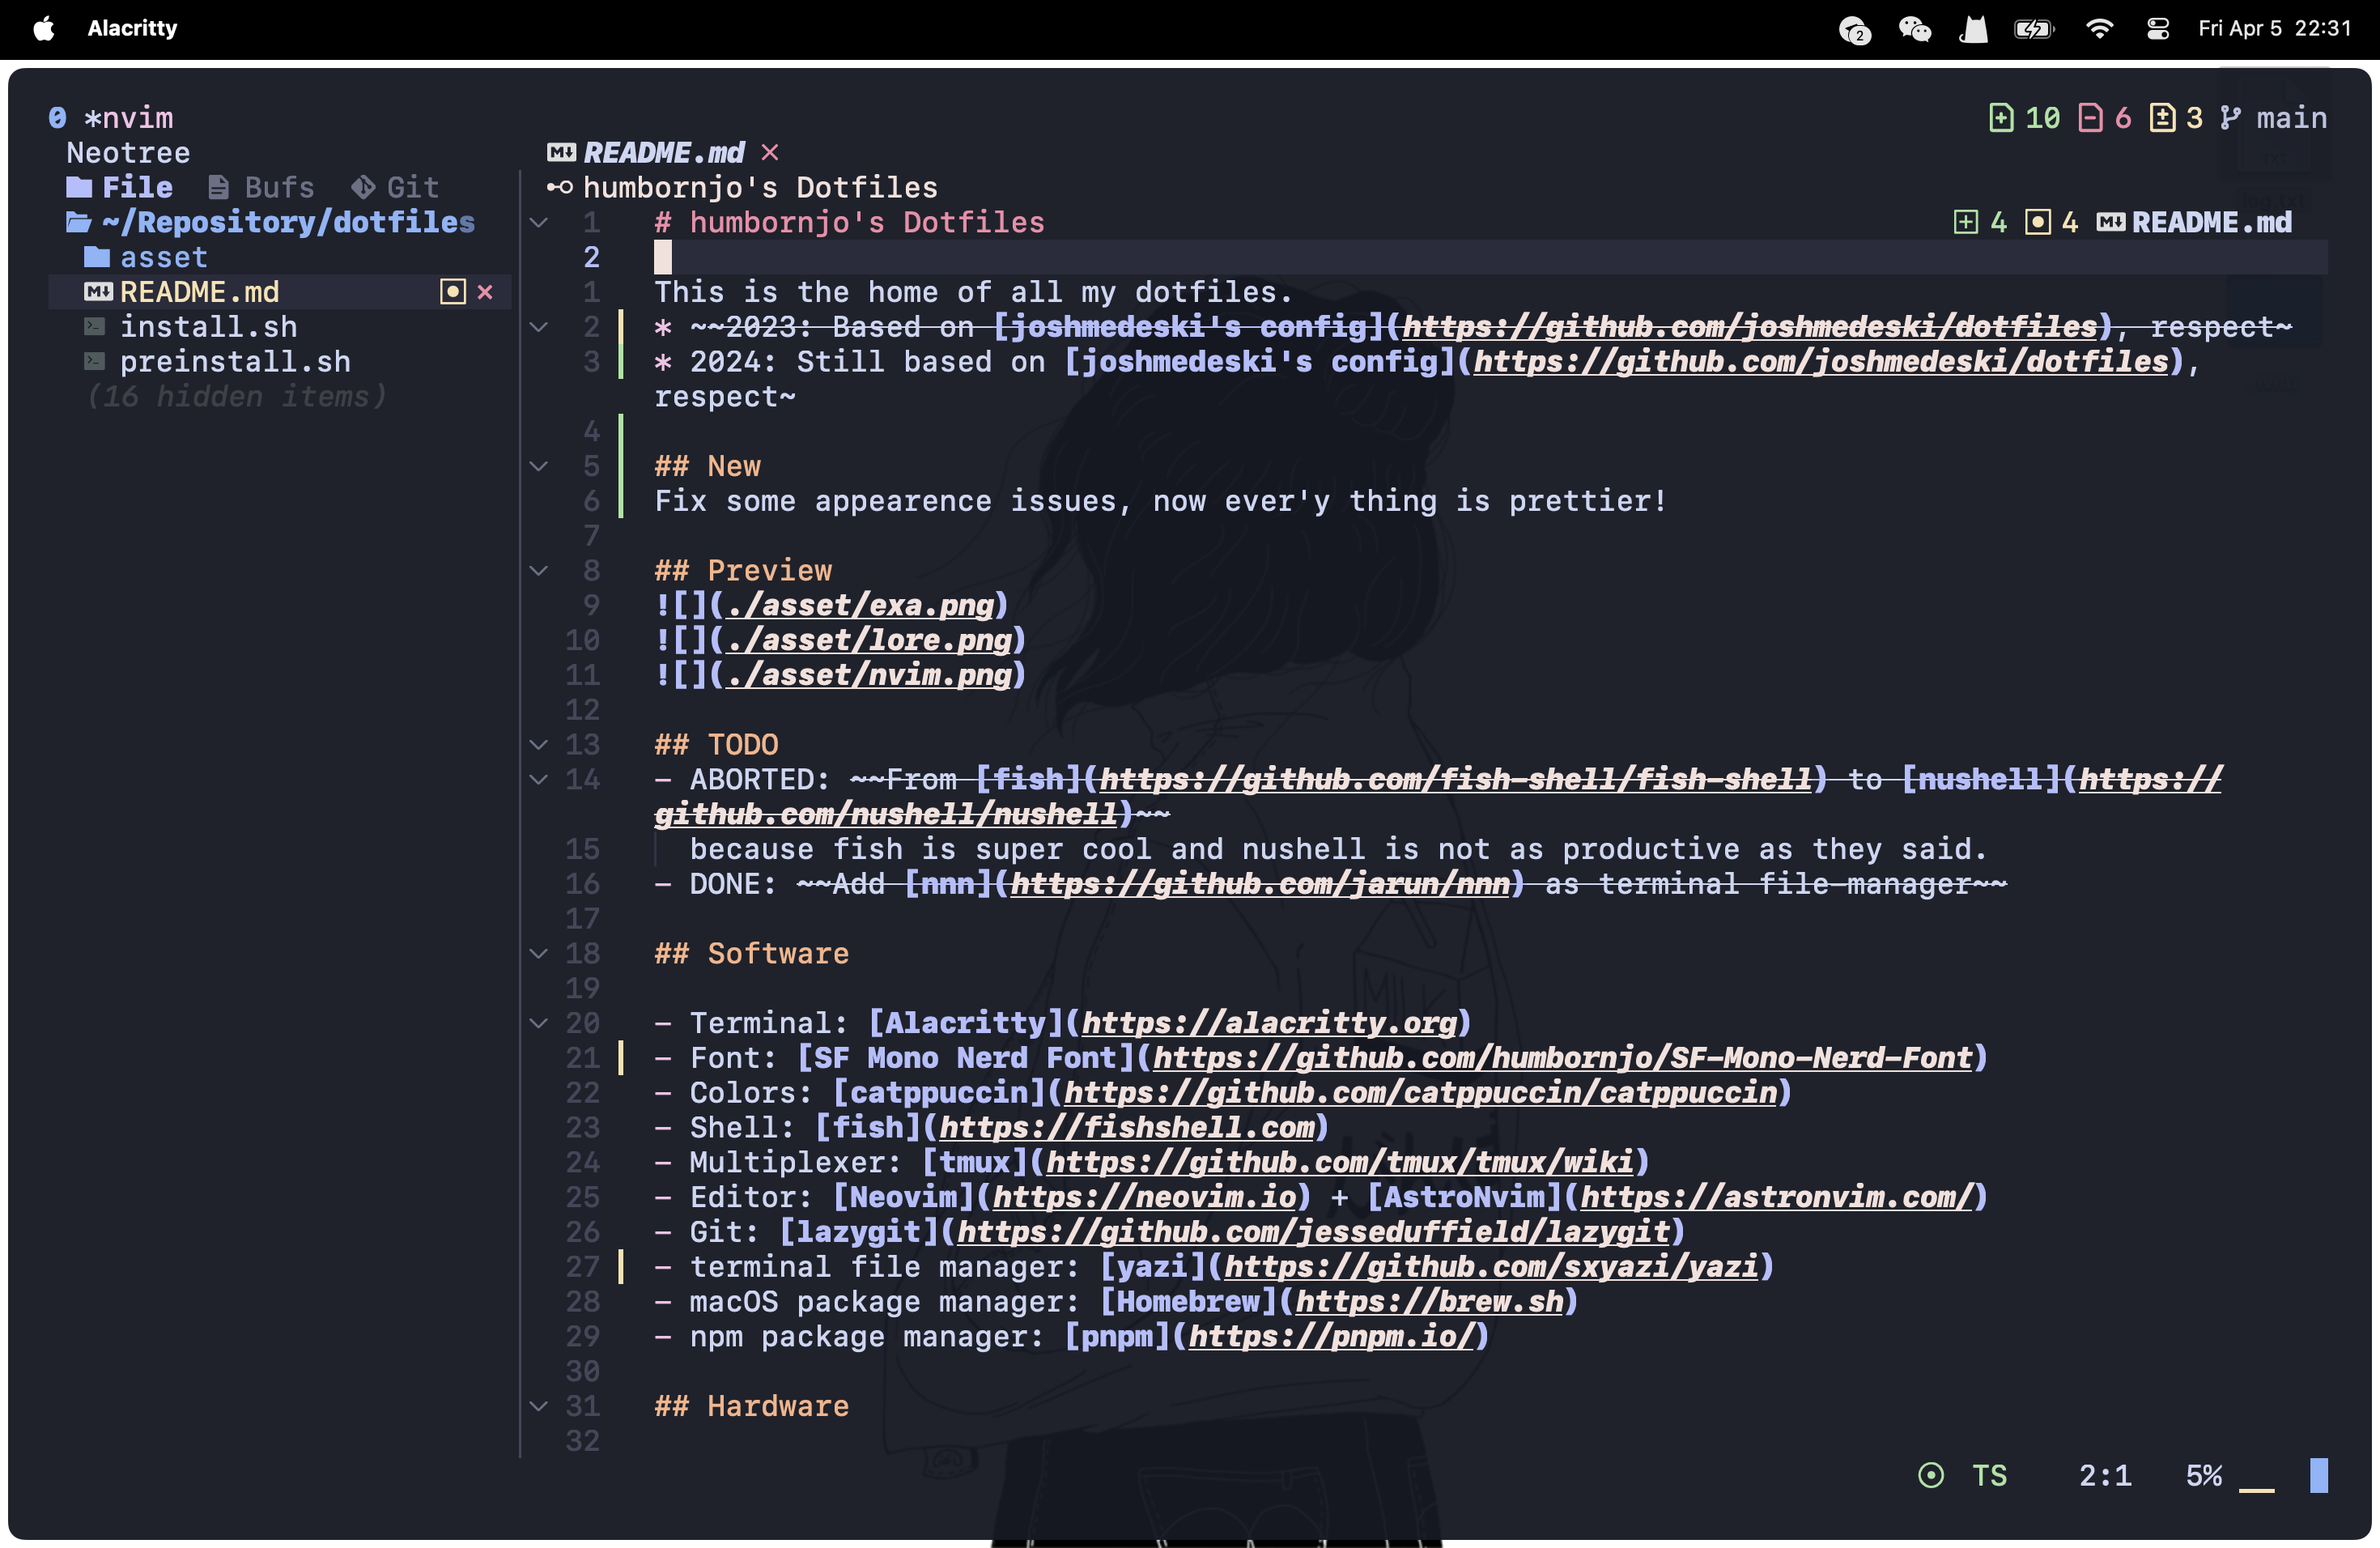 Alacritty
2
Fri Apr 5 22:31
0 *nvim
10 6 3 main
Neotree
README.md ×
File Bufs Git
humbornjo's Dotfiles
~/Repository/dotfiles
1 # humbornjo's Dotfiles
4 4 README.md
asset
2
README.md ×
1 This is the home of all my dotfiles.
install.sh
2 * ~~2023: Based on [joshmedeski's config](https://github.com/joshmedeski/dotfiles), respect~
preinstall.sh
3 * 2024: Still based on [joshmedeski's config](https://github.com/joshmedeski/dotfiles),
(16 hidden items)
respect~
4
5 ## New
6 Fix some appearence issues, now ever'y thing is prettier!
7
8 ## Preview
9 ![](./asset/exa.png)
10 ![](./asset/lore.png)
11 ![](./asset/nvim.png)
12
13 ## TODO
14 - ABORTED: ~~From [fish](https://github.com/fish-shell/fish-shell) to [nushell](https://
github.com/nushell/nushell)~~
15 because fish is super cool and nushell is not as productive as they said.
16 - DONE: ~~Add [nnn](https://github.com/jarun/nnn) as terminal file-manager~~
17
18 ## Software
19
20 - Terminal: [Alacritty](https://alacritty.org)
21 - Font: [SF Mono Nerd Font](https://github.com/humbornjo/SF-Mono-Nerd-Font)
22 - Colors: [catppuccin](https://github.com/catppuccin/catppuccin)
23 - Shell: [fish](https://fishshell.com)
24 - Multiplexer: [tmux](https://github.com/tmux/tmux/wiki)
25 - Editor: [Neovim](https://neovim.io) + [AstroNvim](https://astronvim.com/)
26 - Git: [lazygit](https://github.com/jesseduffield/lazygit)
27 - terminal file manager: [yazi](https://github.com/sxyazi/yazi)
28 - macOS package manager: [Homebrew](https://brew.sh)
29 - npm package manager: [pnpm](https://pnpm.io/)
30
31 ## Hardware
32
TS 2:1 5%